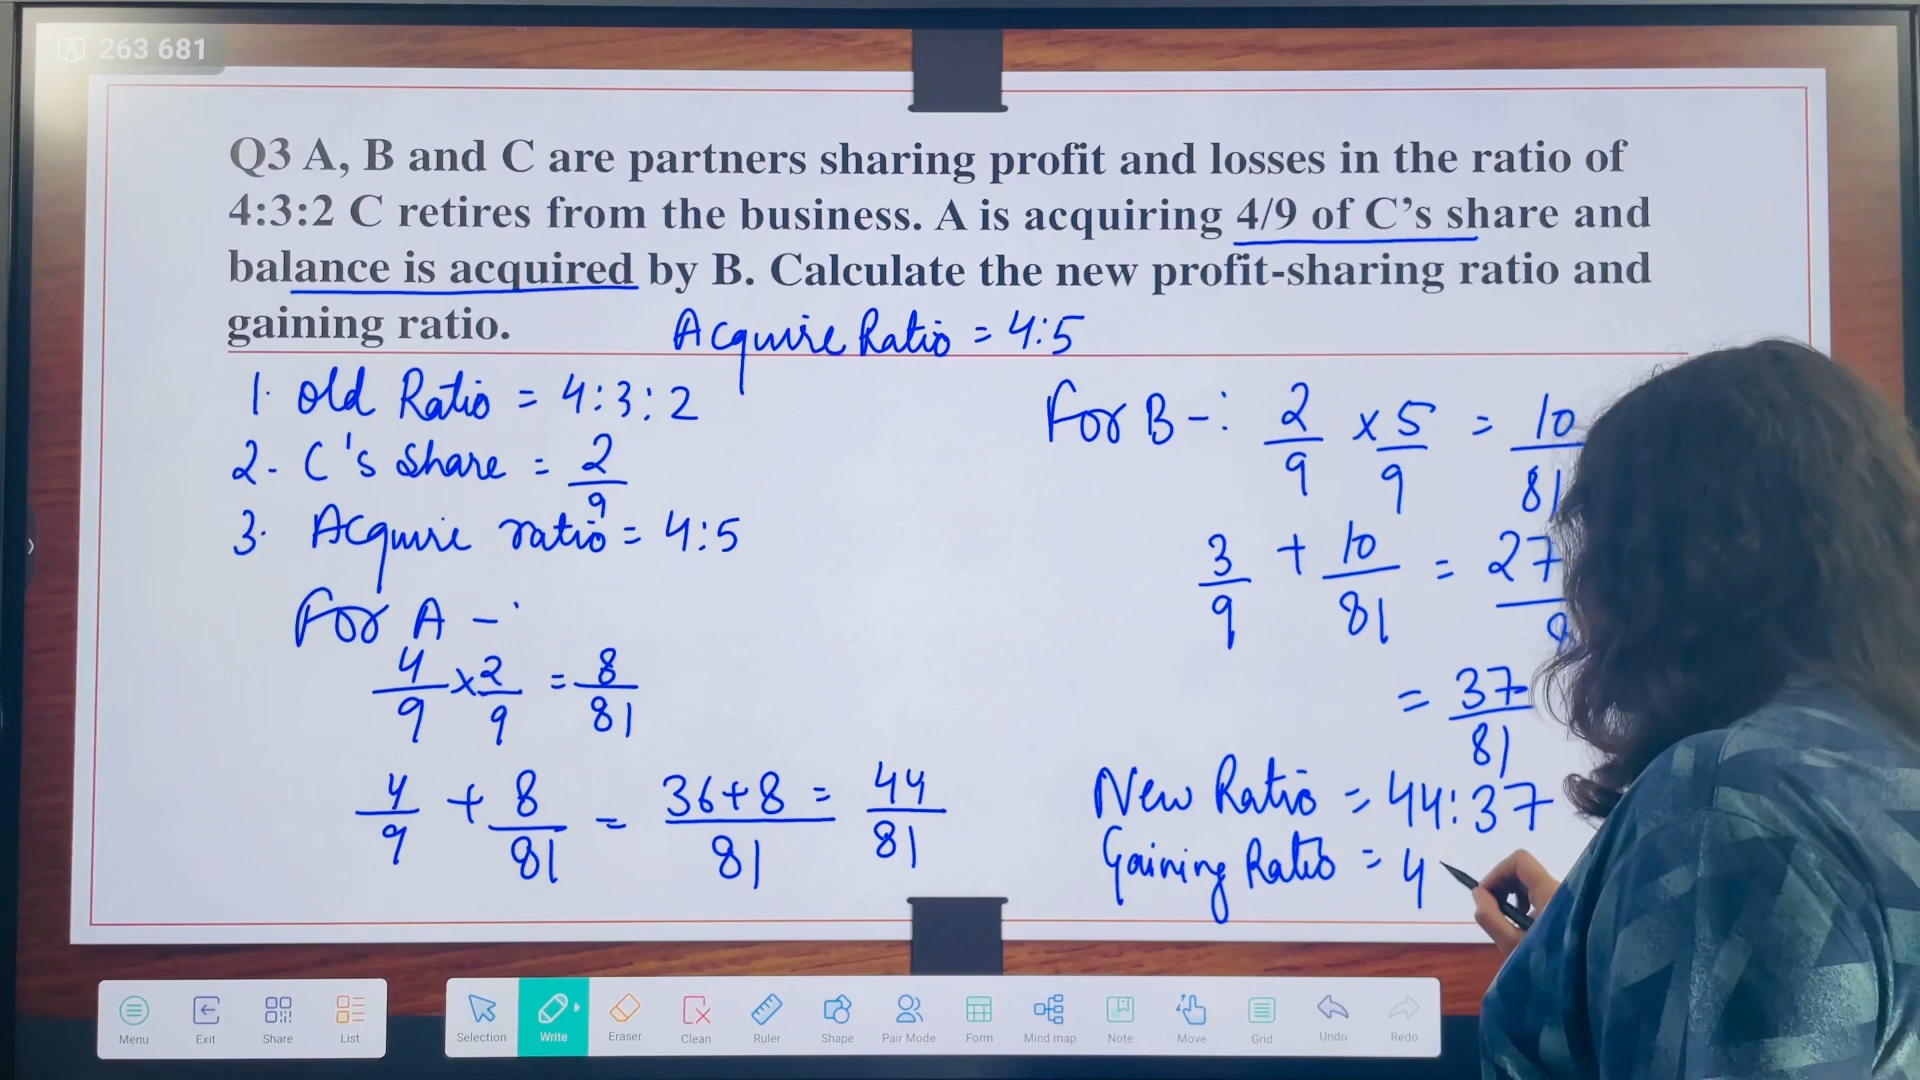 263 681
Q3 A, B and C are partners sharing profit and losses in the ratio of
4:3:2 C retires from the business. A is acquiring 4/9 of C's share and
balance is acquired by B. Calculate the new profit-sharing ratio and
gaining ratio.
Acquire Ratio = 4:5
1. Old Ratio = 4:3:2
2- C's share = 2/9
3. Acquire ratio = 4:5
For A -:
4/9 x 2/9 = 8/81
4/9 + 8/81 = 36+8/81 = 44/81
For B -: 2/9 x 5/9 = 10/81
3/9 + 10/81 = 27
= 37/81
New Ratio = 44:37
Gaining Ratio = 4
Menu Exit Share List
Selection Write Eraser Clean Ruler Shape Pair Mode Form Mind map Note Move Grid Undo Redo